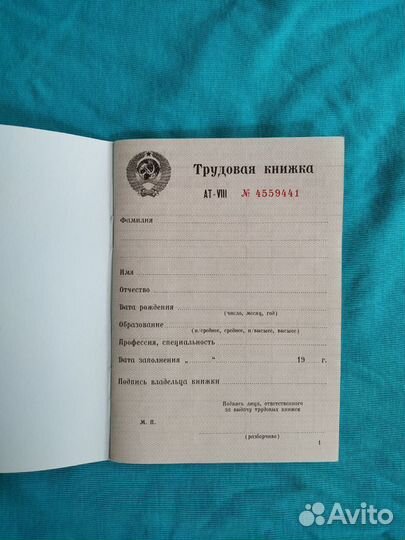 Трудовая книжка
АТ-VIII № 4559441
Фамилия
Имя
Отчество
Дата рождения
(число, месяц, год)
Образование
(н/среднее, среднее, н/высшее, высшее)
Профессия, специальность
Дата заполнения „ “ 19 г.
Подпись владельца книжки
Подпись лица, ответственного
за выдачу трудовых книжек
М. П.
(разборчиво)
1
Avito